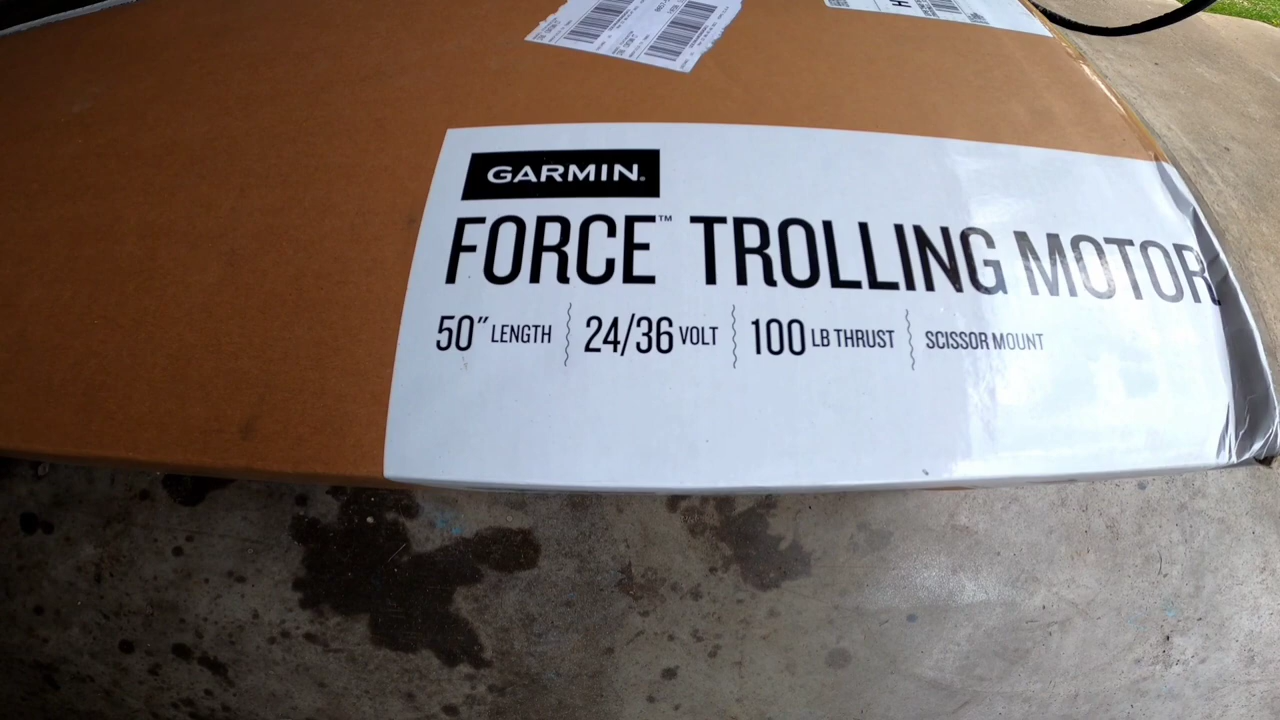 GARMIN®
FORCE™ TROLLING MOTOR
50″ LENGTH 24/36 VOLT 100 LB THRUST SCISSOR MOUNT